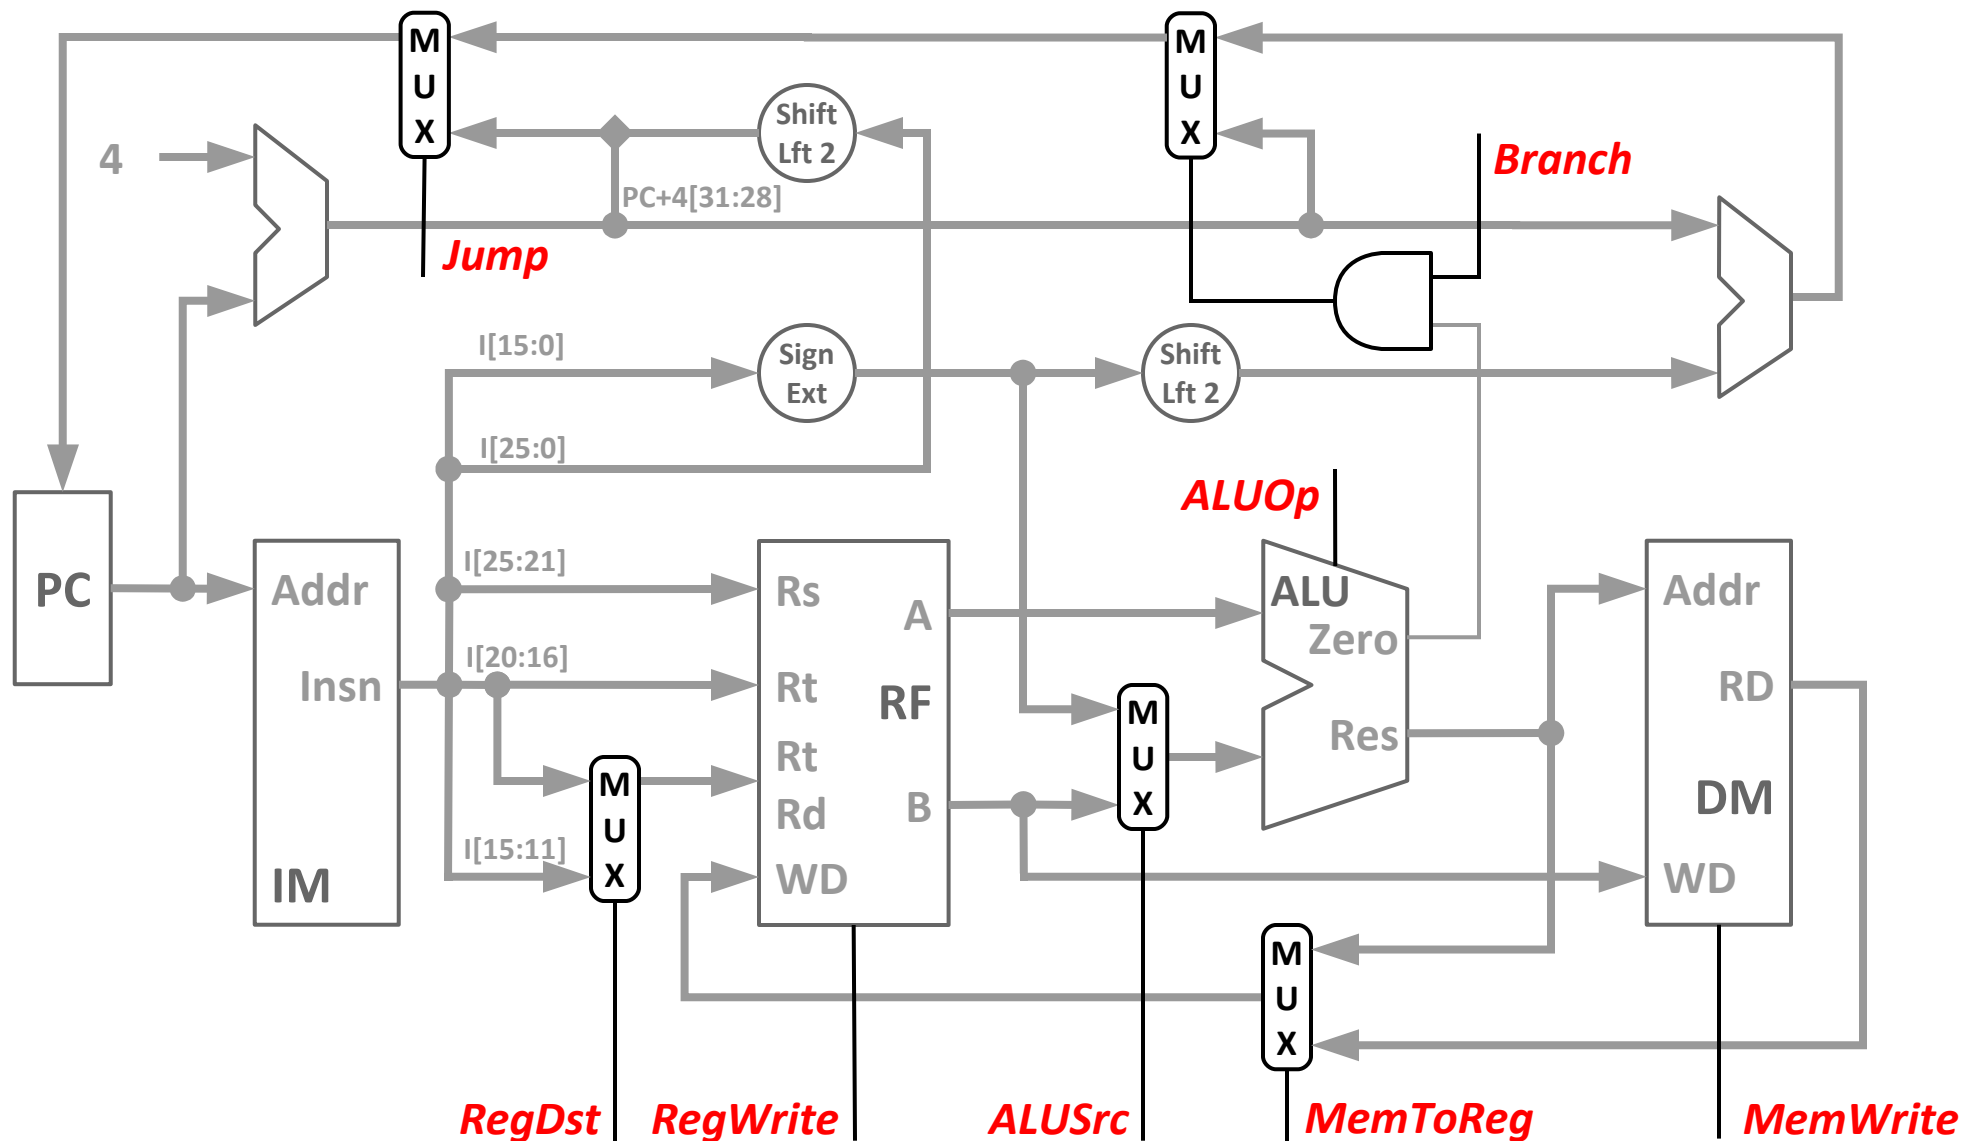 M
U
X
M
U
X
Shift
Lft 2
4
Branch
PC+4[31:28]
Jump
I[15:0]
Sign
Ext
Shift
Lft 2
I[25:0]
ALUOp
PC
Addr
Insn
IM
I[25:21]
I[20:16]
I[15:11]
M
U
X
Rs
Rt
Rt
Rd
WD
A
RF
B
M
U
X
ALU
Zero
Res
Addr
RD
DM
WD
M
U
X
RegDst
RegWrite
ALUSrc
MemToReg
MemWrite